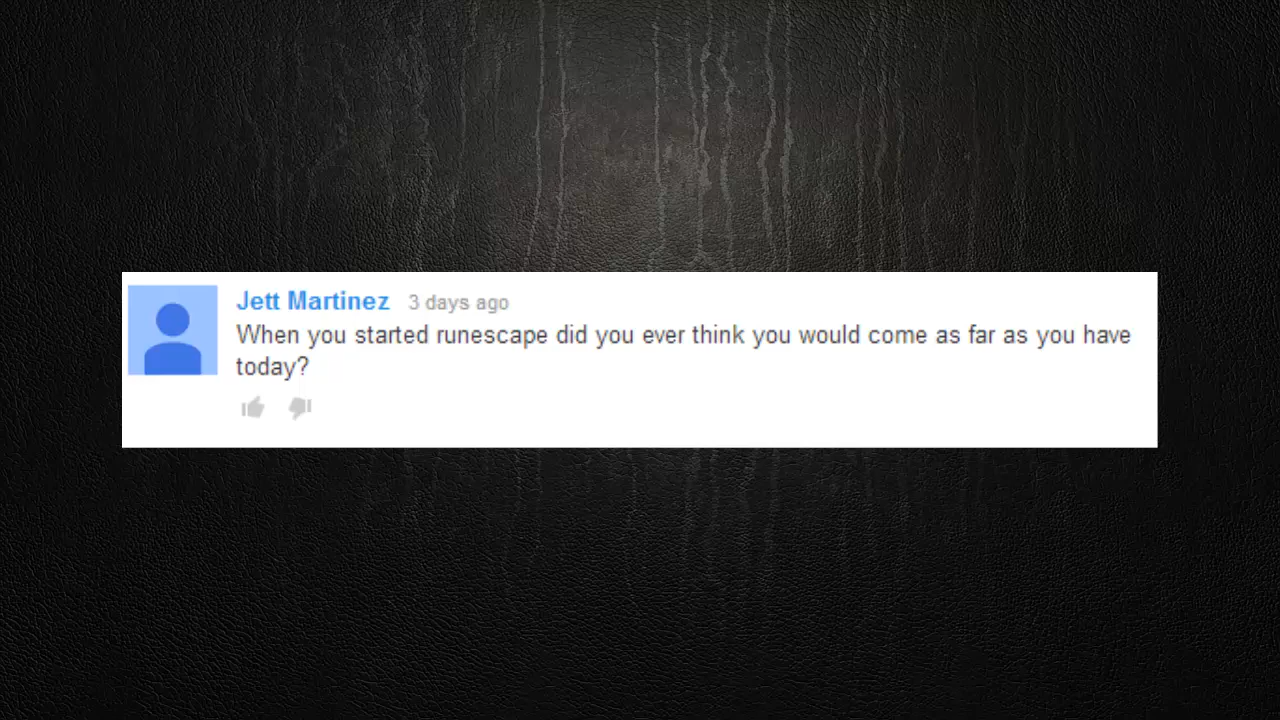 Jett Martinez 3 days ago
When you started runescape did you ever think you would come as far as you have
today?